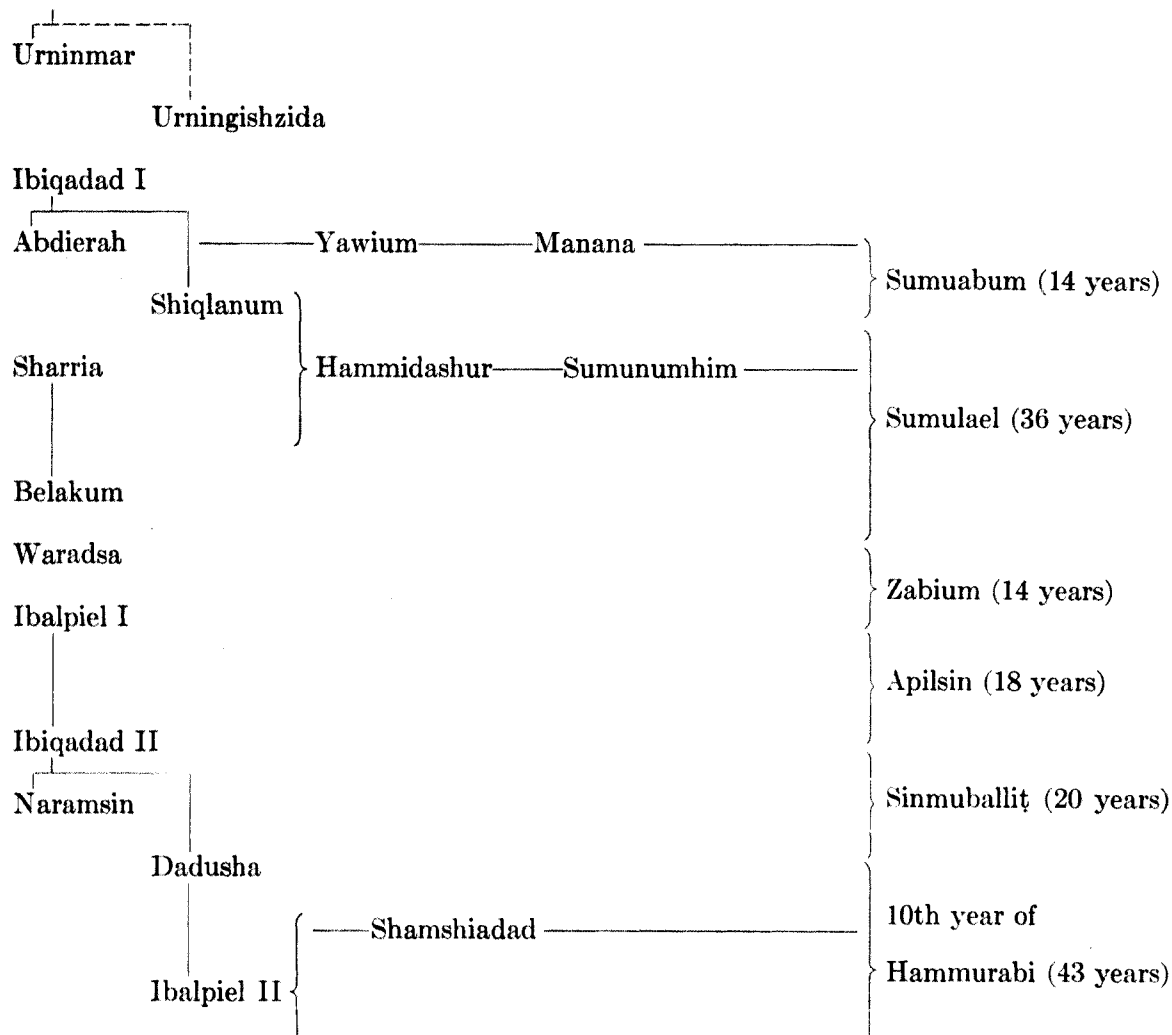 Urninmar
Urningishzida
Ibiqadad I
Abdierah Yawium Manana
Sumuabum (14 years)
Shiqlanum
Sharria Hammidashur Sumunumhim
Sumulael (36 years)
Belakum
Waradsa
Zabium (14 years)
Ibalpiel I
Apilsin (18 years)
Ibiqadad II
Naramsin Sinmuballiṭ (20 years)
Dadusha
10th year of
Shamshiadad
Hammurabi (43 years)
Ibalpiel II